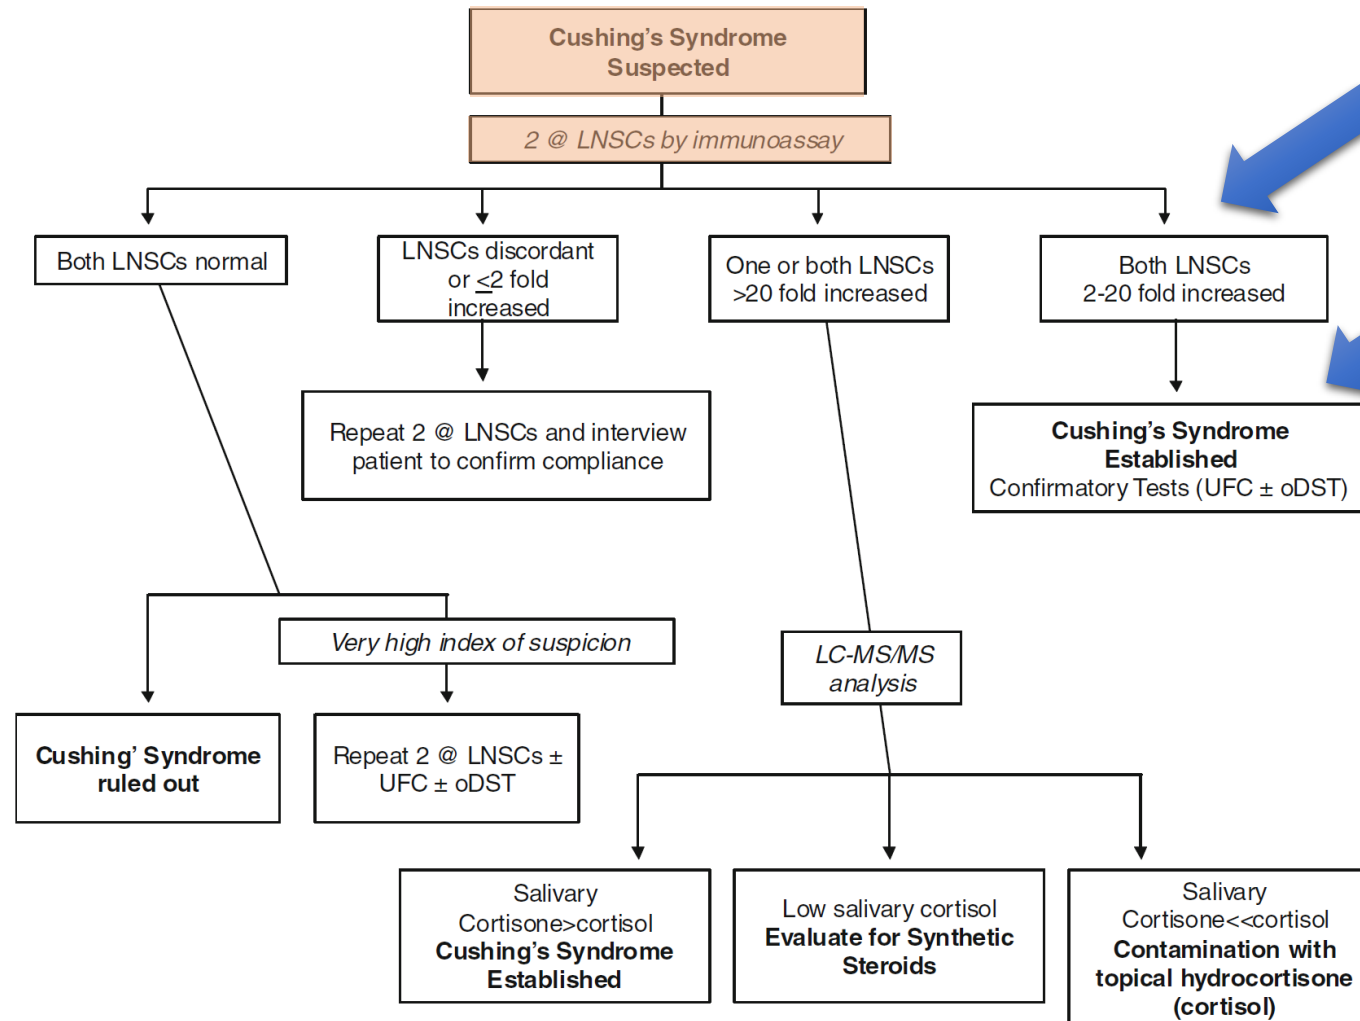 Cushing's Syndrome
Suspected
2 @ LNSCs by immunoassay
Both LNSCs normal
LNSCs discordant
or <2 fold
increased
One or both LNSCs
>20 fold increased
Both LNSCs
2-20 fold increased
Repeat 2 @ LNSCs and interview
patient to confirm compliance
Cushing's Syndrome
Established
Confirmatory Tests (UFC ± oDST)
Very high index of suspicion
LC-MS/MS
analysis
Cushing' Syndrome
ruled out
Repeat 2 @ LNSCs ±
UFC ± oDST
Salivary
Cortisone>cortisol
Cushing's Syndrome
Established
Low salivary cortisol
Evaluate for Synthetic
Steroids
Salivary
Cortisone<<cortisol
Contamination with
topical hydrocortisone
(cortisol)